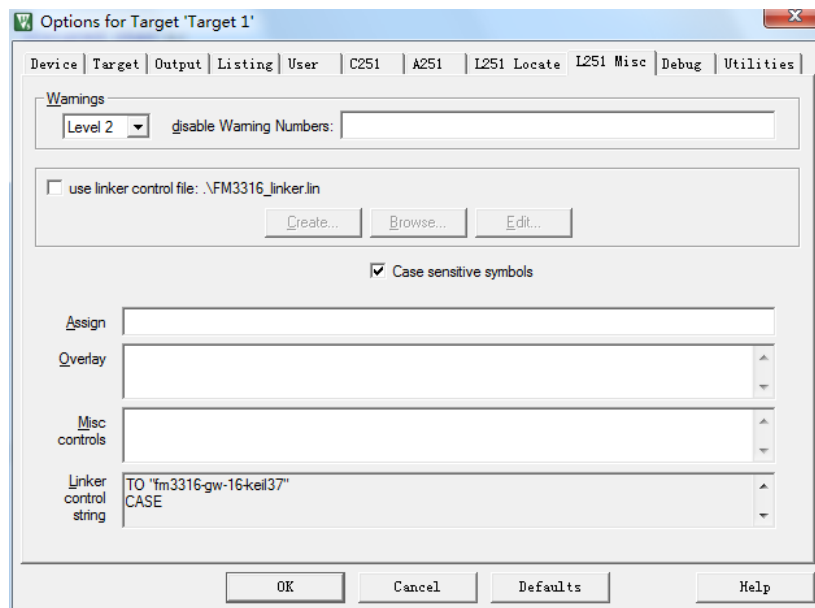 Options for Target 'Target 1'
Device Target Output Listing User C251 A251 L251 Locate L251 Misc Debug Utilities
Warnings
Level 2 disable Warning Numbers:
use linker control file: .\FM3316_linker.lin
Create... Browse... Edit...
Case sensitive symbols
Assign
Overlay
Misc
controls
Linker
control
string
TO "fm3316-gw-16-keil37"
CASE
OK Cancel Defaults Help